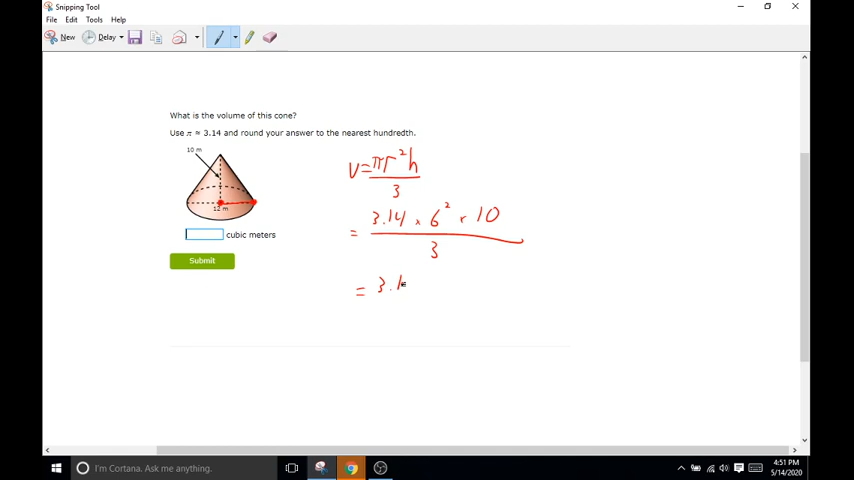 Snipping Tool
File Edit Tools Help
New Delay
What is the volume of this cone?
Use π ≈ 3.14 and round your answer to the nearest hundredth.
10 m
12 m
cubic meters
Submit
V = πr²h
3
= 3.14 × 6² × 10
3
= 3.1
I'm Cortana. Ask me anything.
4:51 PM
5/14/2020